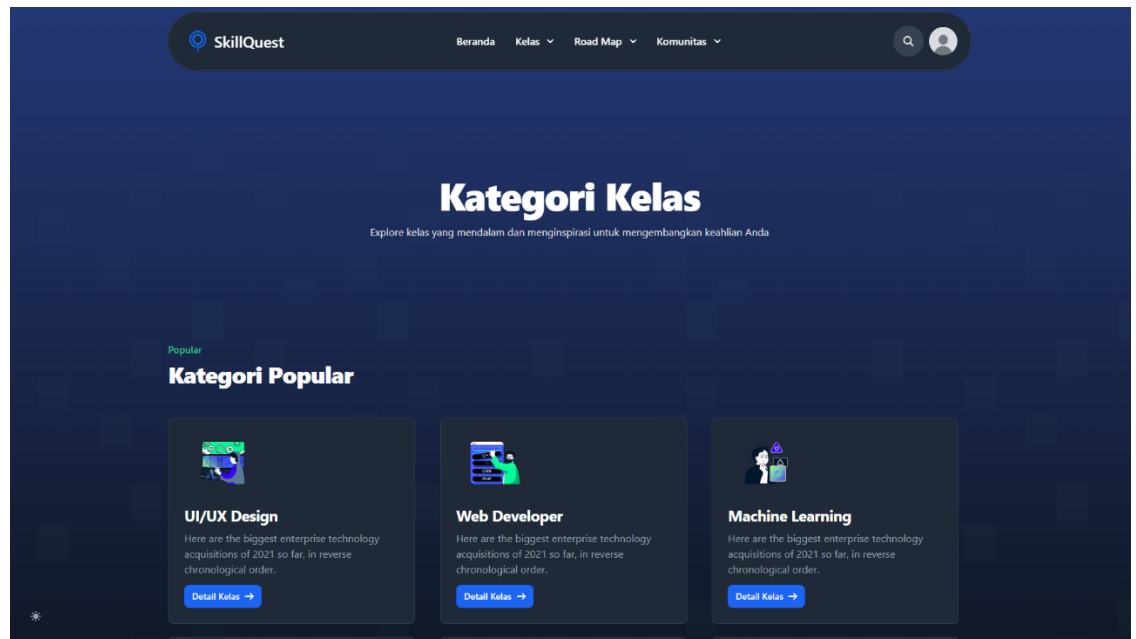 SkillQuest
Beranda Kelas Road Map Komunitas
Kategori Kelas
Explore kelas yang mendalam dan menginspirasi untuk mengembangkan keahlian Anda
Popular
Kategori Popular
UI/UX Design
Here are the biggest enterprise technology
acquisitions of 2021 so far, in reverse
chronological order.
Detail Kelas →
Web Developer
Here are the biggest enterprise technology
acquisitions of 2021 so far, in reverse
chronological order.
Detail Kelas →
Machine Learning
Here are the biggest enterprise technology
acquisitions of 2021 so far, in reverse
chronological order.
Detail Kelas →